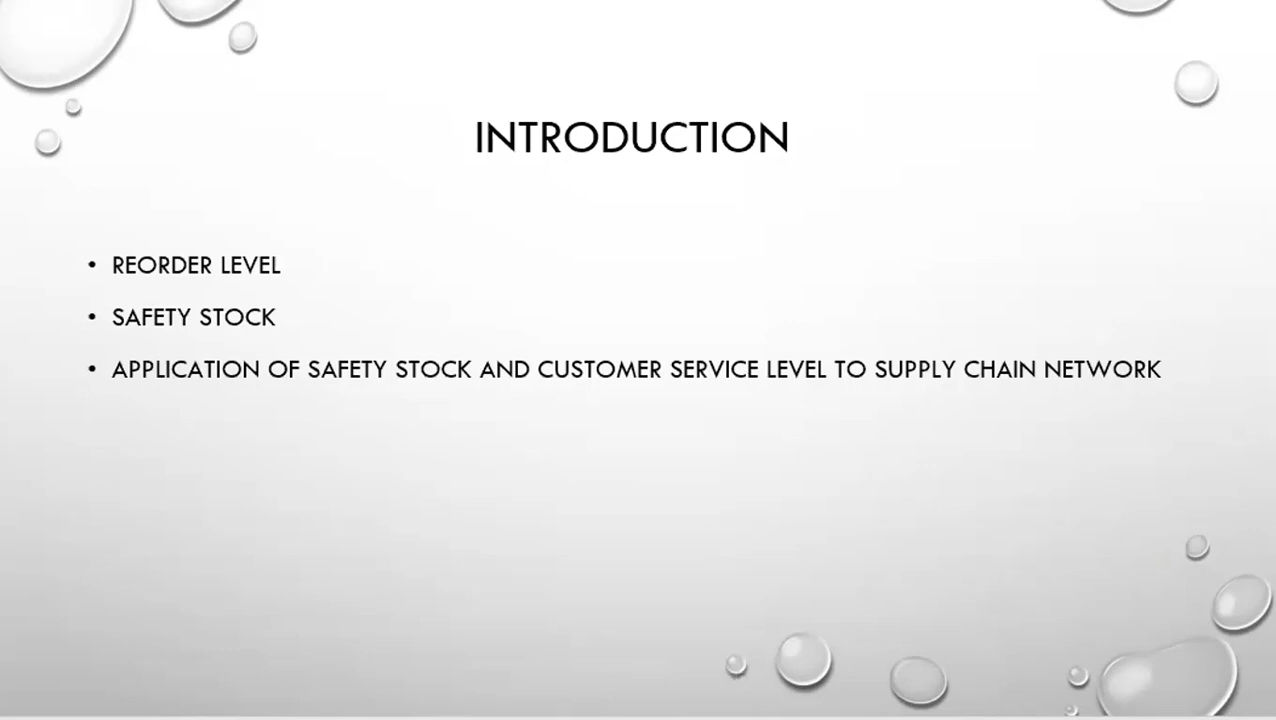 INTRODUCTION
• REORDER LEVEL
• SAFETY STOCK
• APPLICATION OF SAFETY STOCK AND CUSTOMER SERVICE LEVEL TO SUPPLY CHAIN NETWORK